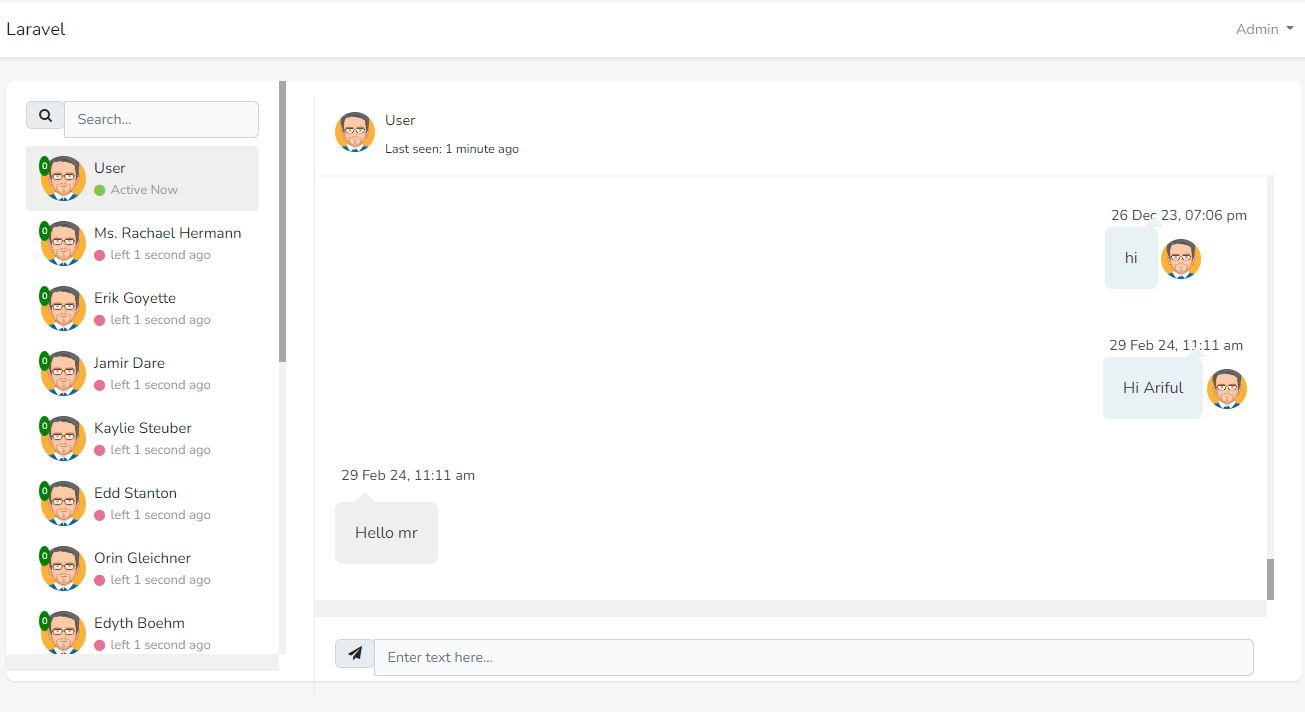 Laravel
Admin
Search...
0
User
Active Now
0
Ms. Rachael Hermann
left 1 second ago
0
Erik Goyette
left 1 second ago
0
Jamir Dare
left 1 second ago
0
Kaylie Steuber
left 1 second ago
0
Edd Stanton
left 1 second ago
0
Orin Gleichner
left 1 second ago
0
Edyth Boehm
left 1 second ago
User
Last seen: 1 minute ago
26 Dec 23, 07:06 pm
hi
29 Feb 24, 11:11 am
Hi Ariful
29 Feb 24, 11:11 am
Hello mr
Enter text here...